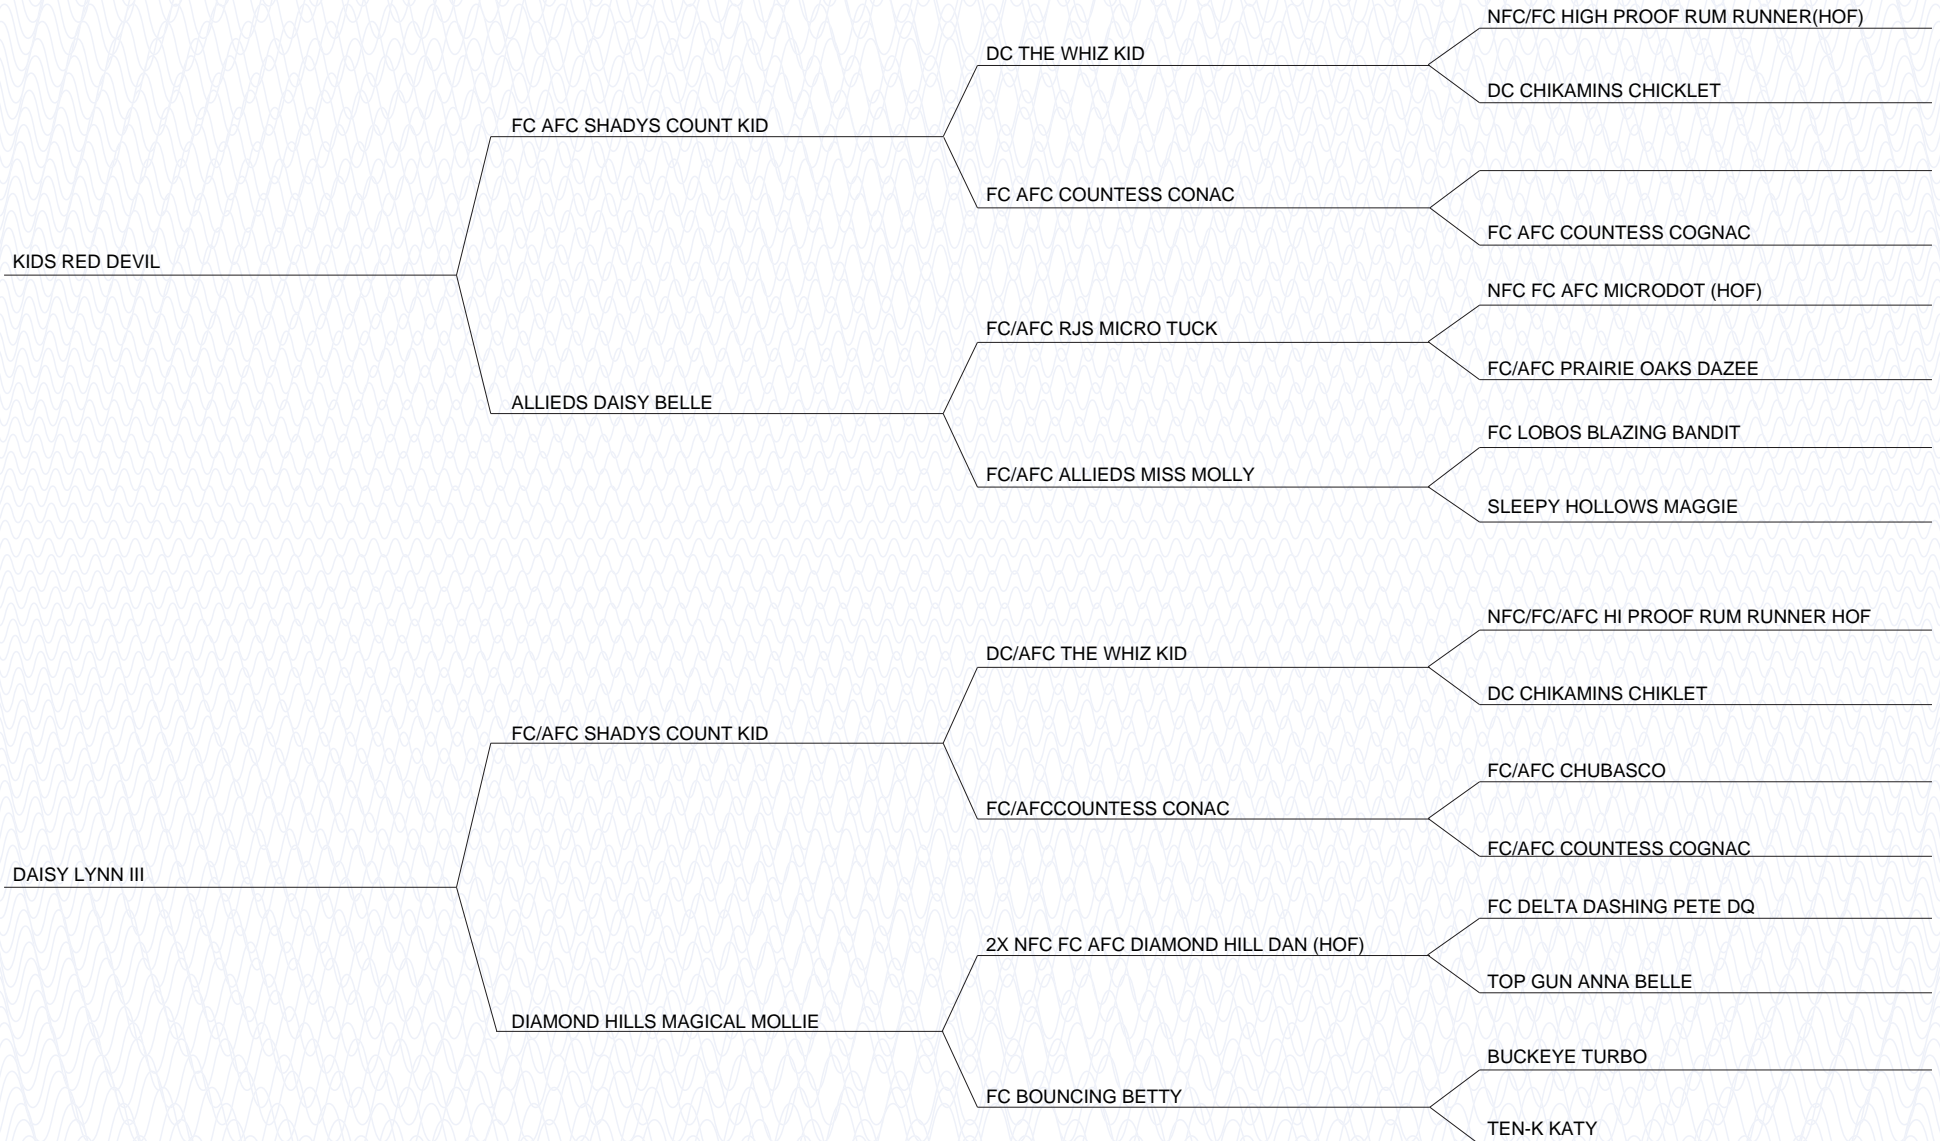 NFC/FC HIGH PROOF RUM RUNNER(HOF)
DC THE WHIZ KID
DC CHIKAMINS CHICKLET
FC AFC SHADYS COUNT KID
FC AFC COUNTESS CONAC
FC AFC COUNTESS COGNAC
KIDS RED DEVIL
NFC FC AFC MICRODOT (HOF)
FC/AFC RJS MICRO TUCK
FC/AFC PRAIRIE OAKS DAZEE
ALLIEDS DAISY BELLE
FC LOBOS BLAZING BANDIT
FC/AFC ALLIEDS MISS MOLLY
SLEEPY HOLLOWS MAGGIE
NFC/FC/AFC HI PROOF RUM RUNNER HOF
DC/AFC THE WHIZ KID
DC CHIKAMINS CHIKLET
FC/AFC SHADYS COUNT KID
FC/AFC CHUBASCO
FC/AFCCOUNTESS CONAC
FC/AFC COUNTESS COGNAC
DAISY LYNN III
FC DELTA DASHING PETE DQ
2X NFC FC AFC DIAMOND HILL DAN (HOF)
TOP GUN ANNA BELLE
DIAMOND HILLS MAGICAL MOLLIE
BUCKEYE TURBO
FC BOUNCING BETTY
TEN-K KATY